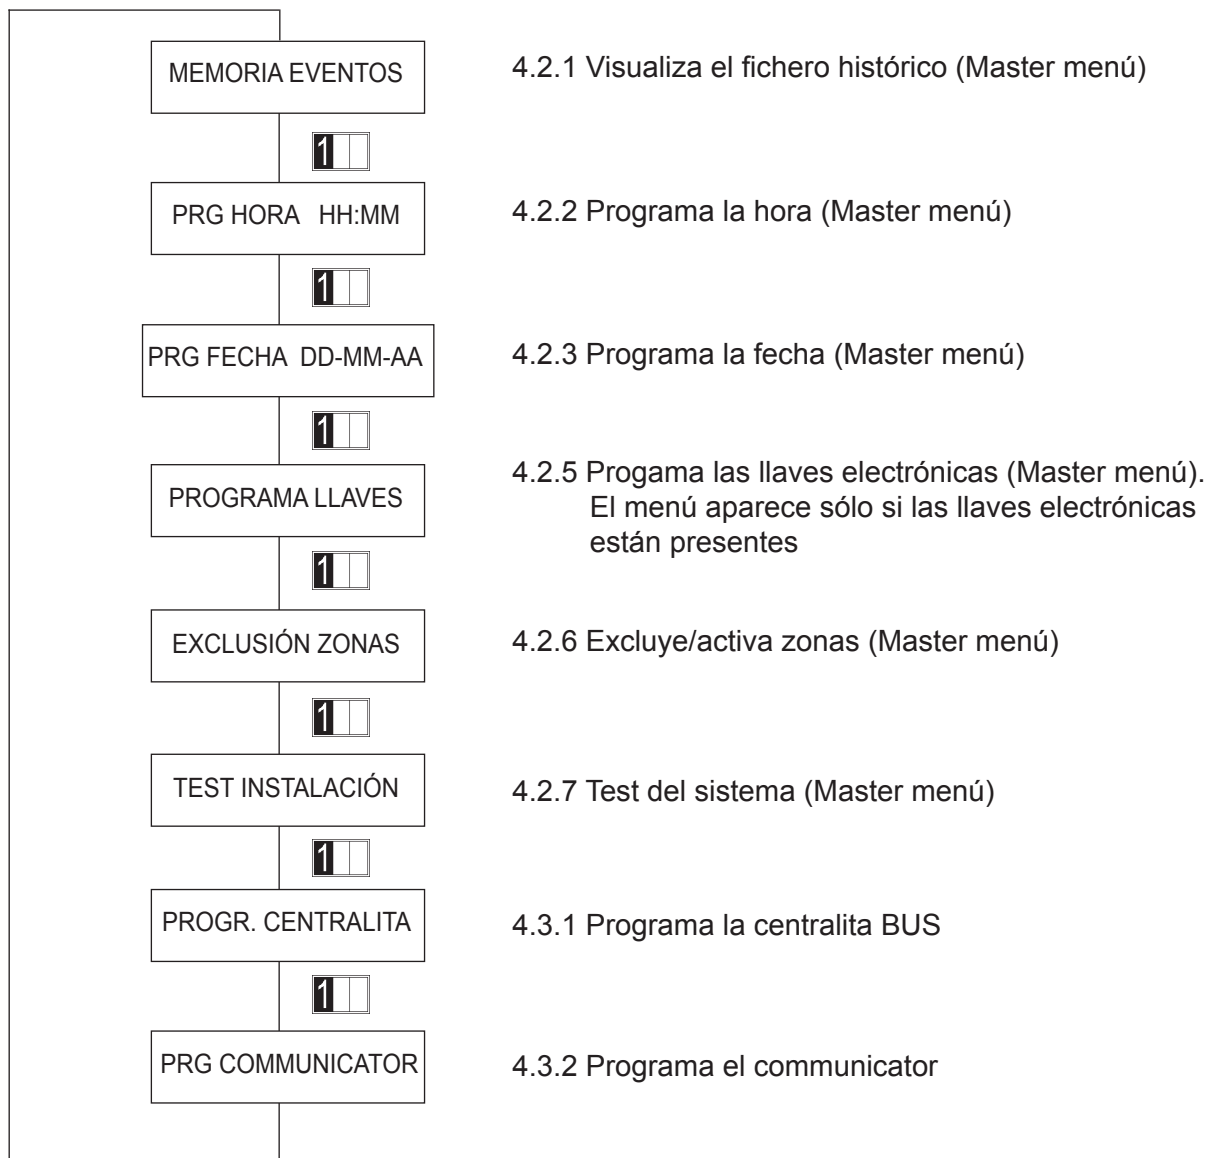 MEMORIA EVENTOS
4.2.1 Visualiza el fichero histórico (Master menú)
1
PRG HORA HH:MM
4.2.2 Programa la hora (Master menú)
1
PRG FECHA DD-MM-AA
4.2.3 Programa la fecha (Master menú)
1
PROGRAMA LLAVES
4.2.5 Progama las llaves electrónicas (Master menú).
El menú aparece sólo si las llaves electrónicas
están presentes
1
EXCLUSIÓN ZONAS
4.2.6 Excluye/activa zonas (Master menú)
1
TEST INSTALACIÓN
4.2.7 Test del sistema (Master menú)
1
PROGR. CENTRALITA
4.3.1 Programa la centralita BUS
1
PRG COMMUNICATOR
4.3.2 Programa el communicator